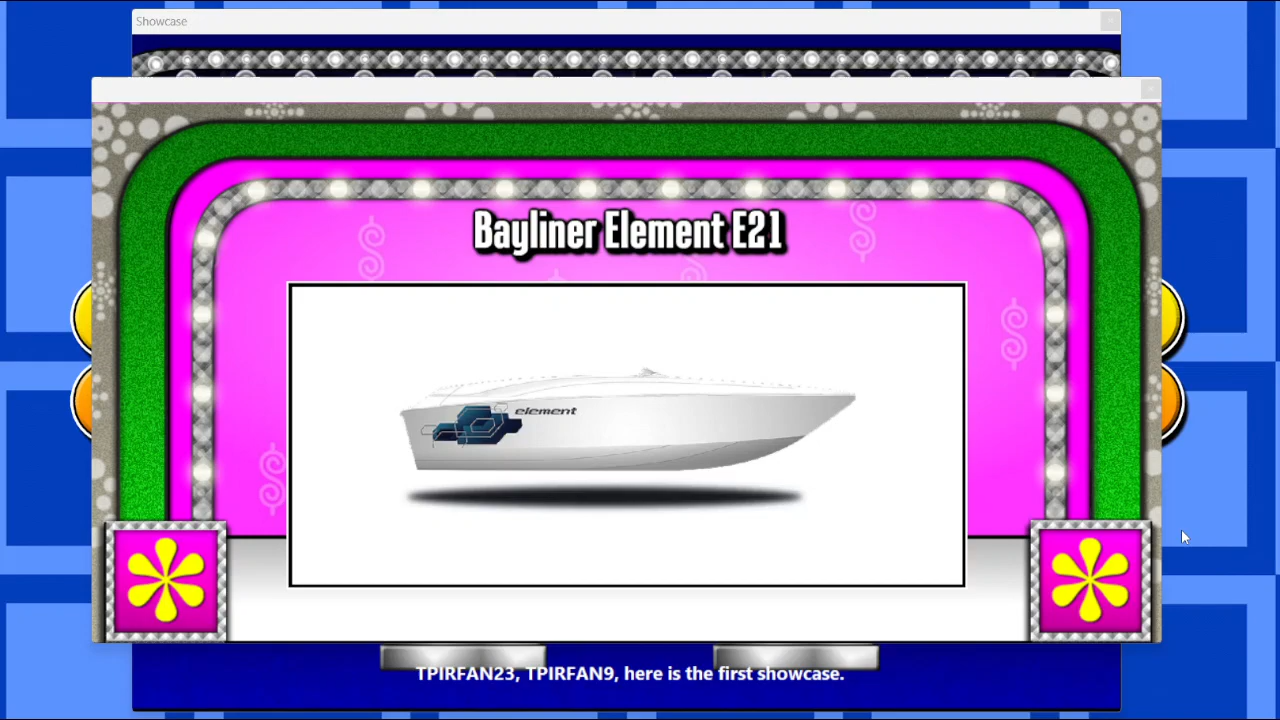 Showcase
Bayliner Element E21
element
TPIRFAN23, TPIRFAN9, here is the first showcase.